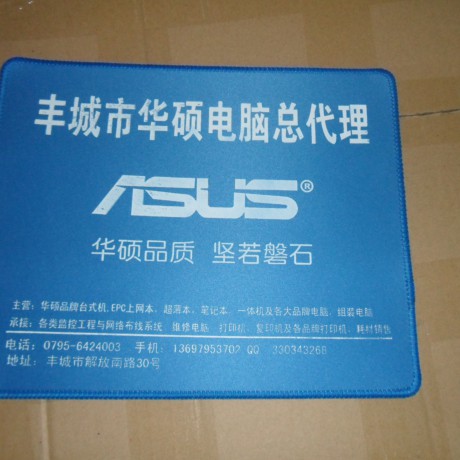 丰城市华硕电脑总代理
ASUS®
华硕品质 坚若磐石
主营：华硕品牌台式机,EPC上网本、超薄本、笔记本、一体机及各大品牌电脑、组装电脑
承接：各类监控工程与网络布线系统 维修电脑、打印机、复印机及各品牌打印机、耗材销售
电话：0795-6424003 手机：13697953702 QQ：330343266
地址：丰城市解放南路30号